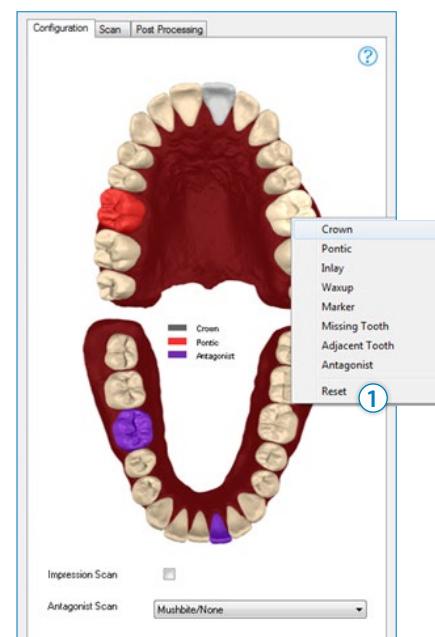 Configuration Scan Post Processing
?
Crown
Pontic
Inlay
Waxup
Marker
Missing Tooth
Adjacent Tooth
Antagonist
Reset
1
Crown
Pontic
Antagonist
Impression Scan
Antagonist Scan Mushbite/None